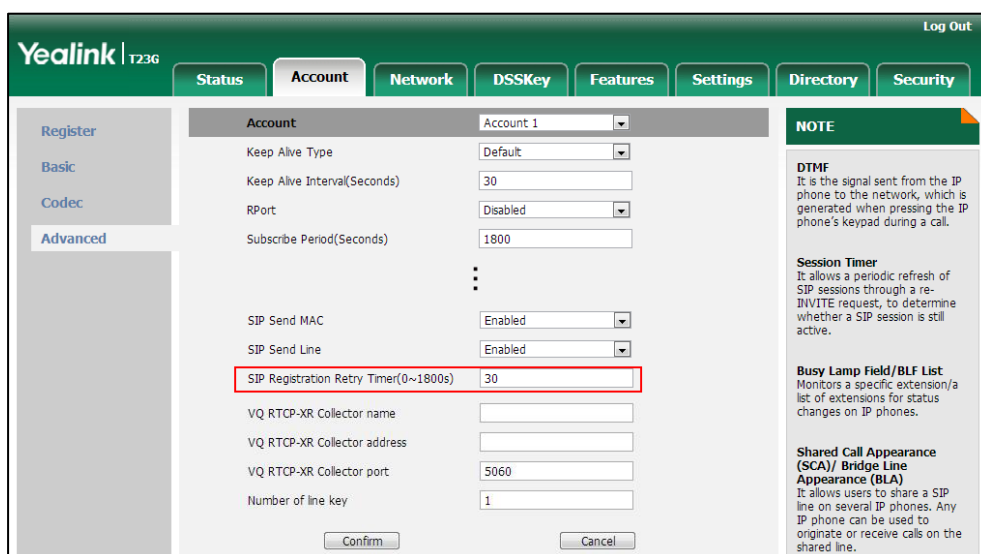 Log Out
Yealink | T23G
Status Account Network DSSKey Features Settings Directory Security
Register
Basic
Codec
Advanced
Account Account 1
Keep Alive Type Default
Keep Alive Interval(Seconds) 30
RPort Disabled
Subscribe Period(Seconds) 1800
SIP Send MAC Enabled
SIP Send Line Enabled
SIP Registration Retry Timer(0~1800s) 30
VQ RTCP-XR Collector name
VQ RTCP-XR Collector address
VQ RTCP-XR Collector port 5060
Number of line key 1
Confirm Cancel
NOTE
DTMF
It is the signal sent from the IP
phone to the network, which is
generated when pressing the IP
phone's keypad during a call.
Session Timer
It allows a periodic refresh of
SIP sessions through a re-
INVITE request, to determine
whether a SIP session is still
active.
Busy Lamp Field/BLF List
Monitors a specific extension/a
list of extensions for status
changes on IP phones.
Shared Call Appearance
(SCA)/ Bridge Line
Appearance (BLA)
It allows users to share a SIP
line on several IP phones. Any
IP phone can be used to
originate or receive calls on the
shared line.